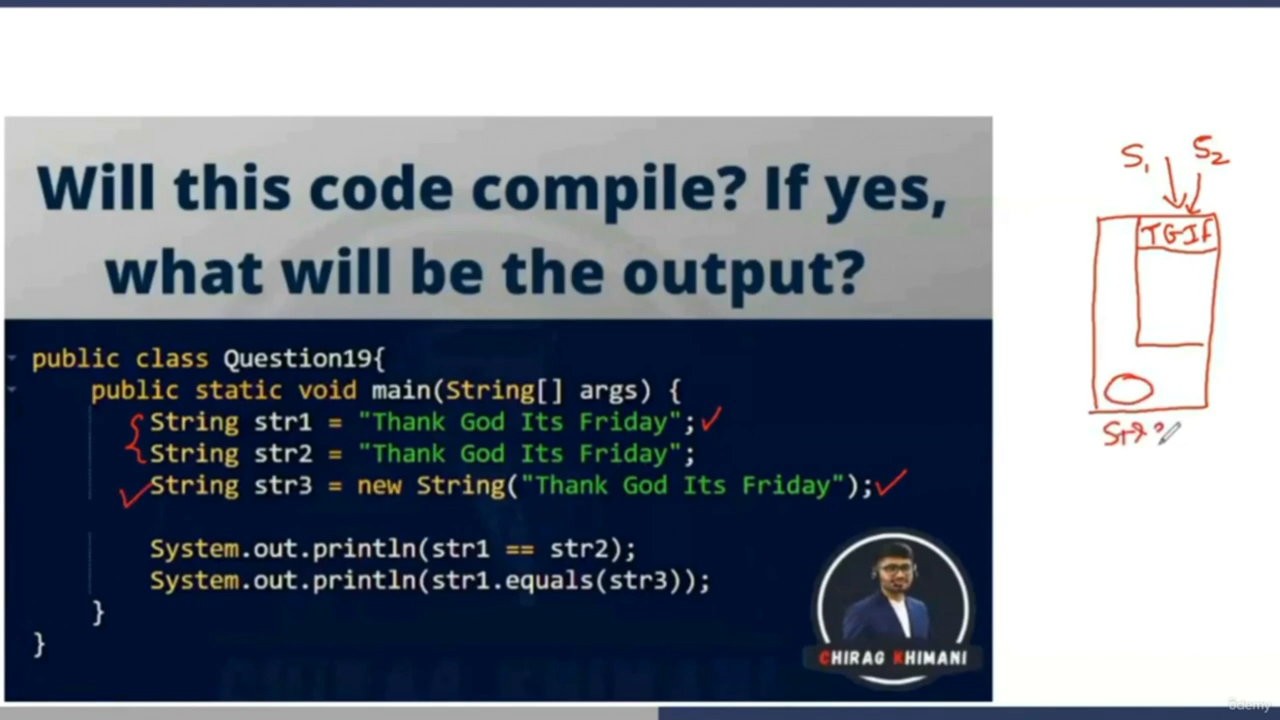 Will this code compile? If yes,
what will be the output?
public class Question19{
public static void main(String[] args) {
String str1 = "Thank God Its Friday";
String str2 = "Thank God Its Friday";
String str3 = new String("Thank God Its Friday");
System.out.println(str1 == str2);
System.out.println(str1.equals(str3));
}
}
CHIRAG KHIMANI
S1 S2
TGIF
ûdemy